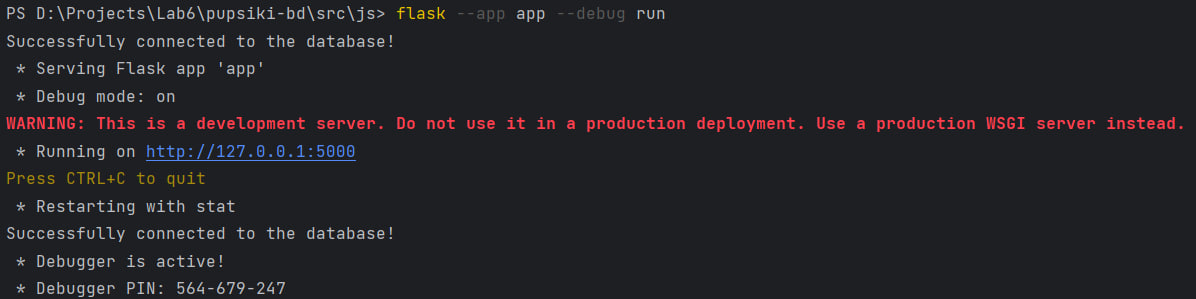 PS D:\Projects\Lab6\pupsiki-bd\src\js> flask --app app --debug run
Successfully connected to the database!
 * Serving Flask app 'app'
 * Debug mode: on
WARNING: This is a development server. Do not use it in a production deployment. Use a production WSGI server instead.
 * Running on http://127.0.0.1:5000
Press CTRL+C to quit
 * Restarting with stat
Successfully connected to the database!
 * Debugger is active!
 * Debugger PIN: 564-679-247